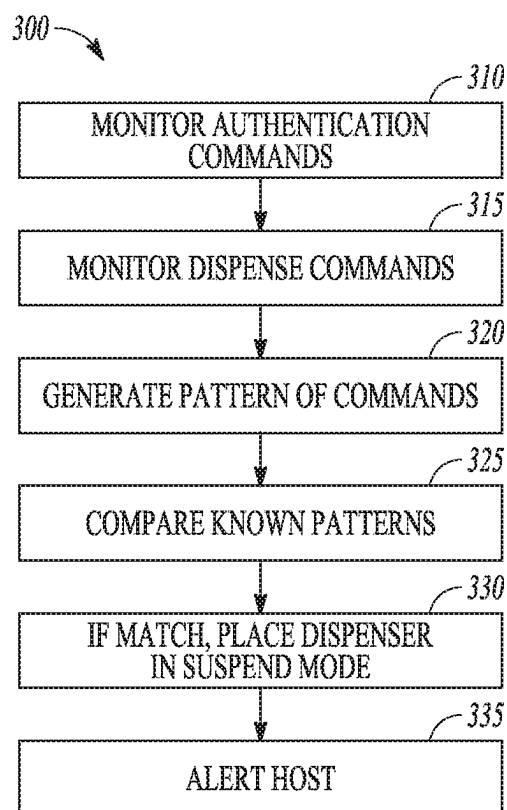 300
310
MONITOR AUTHENTICATION
COMMANDS
315
MONITOR DISPENSE COMMANDS
320
GENERATE PATTERN OF COMMANDS
325
COMPARE KNOWN PATTERNS
330
IF MATCH, PLACE DISPENSER
IN SUSPEND MODE
335
ALERT HOST